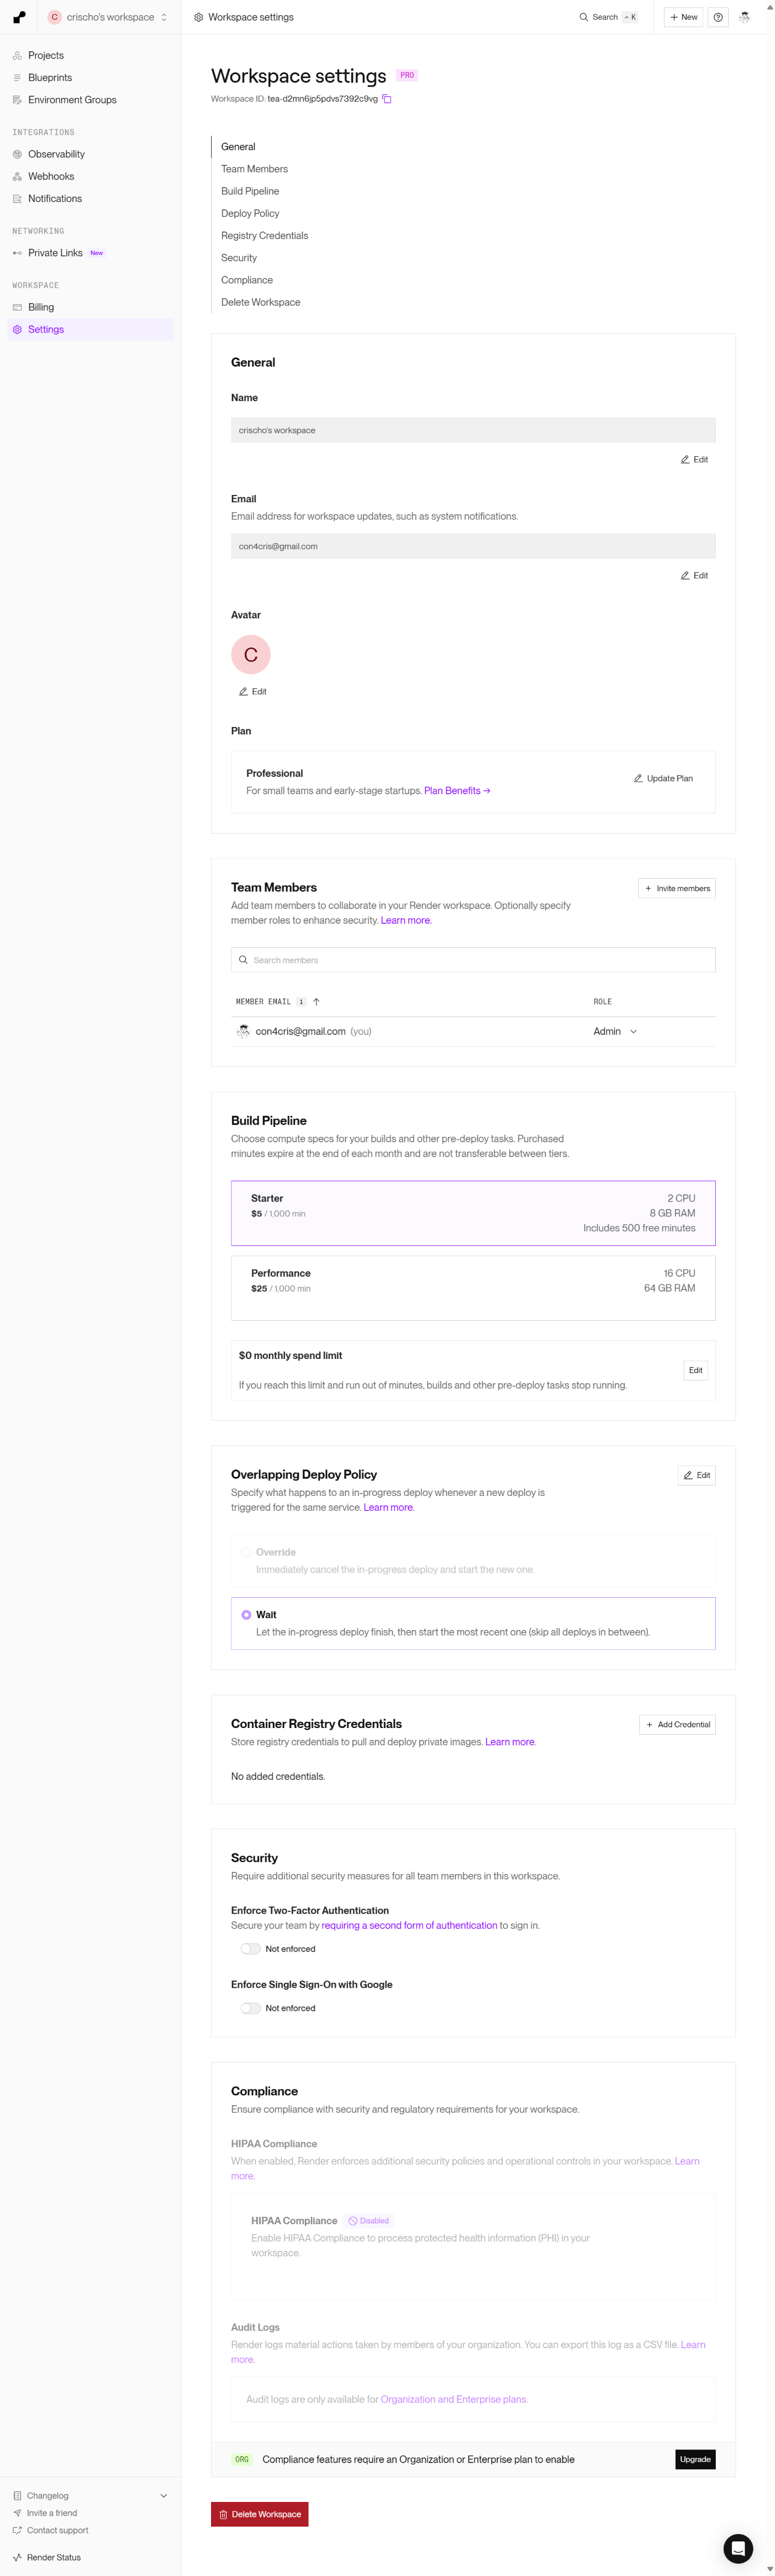 C crischo's workspace
Workspace settings
Search
K
New
Projects
Blueprints
Environment Groups
INTEGRATIONS
Observability
Webhooks
Notifications
NETWORKING
Private Links New
WORKSPACE
Billing
Settings
Workspace settings PRO
Workspace ID: tea-d2mn6jp5pdvs7392c9vg
General
Team Members
Build Pipeline
Deploy Policy
Registry Credentials
Security
Compliance
Delete Workspace
General
Name
crischo's workspace
Edit
Email
Email address for workspace updates, such as system notifications.
con4cris@gmail.com
Edit
Avatar
C
Edit
Plan
Professional
For small teams and early-stage startups. Plan Benefits →
Update Plan
Team Members
Invite members
Add team members to collaborate in your Render workspace. Optionally specify
member roles to enhance security. Learn more.
Search members
MEMBER EMAIL i ↑ ROLE
con4cris@gmail.com (you) Admin
Build Pipeline
Choose compute specs for your builds and other pre-deploy tasks. Purchased
minutes expire at the end of each month and are not transferable between tiers.
Starter 2 CPU
$5 / 1,000 min 8 GB RAM
Includes 500 free minutes
Performance 16 CPU
$25 / 1,000 min 64 GB RAM
$0 monthly spend limit
Edit
If you reach this limit and run out of minutes, builds and other pre-deploy tasks stop running.
Overlapping Deploy Policy
Edit
Specify what happens to an in-progress deploy whenever a new deploy is
triggered for the same service. Learn more.
Override
Immediately cancel the in-progress deploy and start the new one.
Wait
Let the in-progress deploy finish, then start the most recent one (skip all deploys in between).
Container Registry Credentials
Add Credential
Store registry credentials to pull and deploy private images. Learn more.
No added credentials.
Security
Require additional security measures for all team members in this workspace.
Enforce Two-Factor Authentication
Secure your team by requiring a second form of authentication to sign in.
Not enforced
Enforce Single Sign-On with Google
Not enforced
Compliance
Ensure compliance with security and regulatory requirements for your workspace.
HIPAA Compliance
When enabled, Render enforces additional security policies and operational controls in your workspace. Learn
more.
HIPAA Compliance Disabled
Enable HIPAA Compliance to process protected health information (PHI) in your
workspace.
Audit Logs
Render logs material actions taken by members of your organization. You can export this log as a CSV file. Learn
more.
Audit logs are only available for Organization and Enterprise plans.
ORG Compliance features require an Organization or Enterprise plan to enable
Upgrade
Delete Workspace
Changelog
Invite a friend
Contact support
Render Status